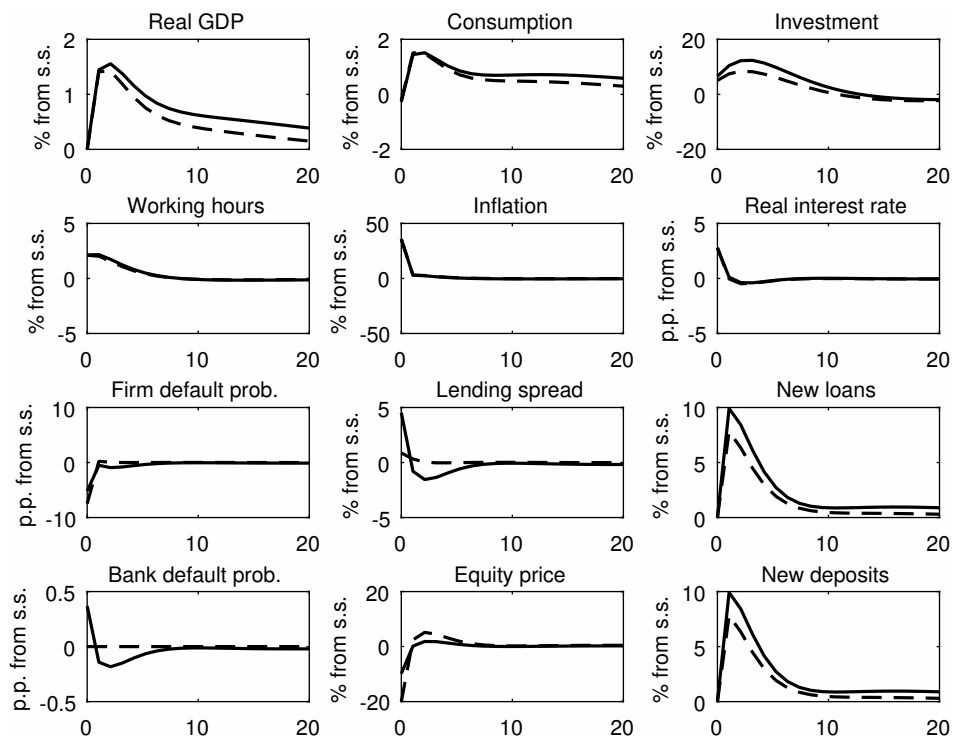 Real GDP
% from s.s.
2
1
0
0 10 20
Consumption
% from s.s.
2
0
-2
0 10 20
Investment
% from s.s.
20
0
-20
0 10 20
Working hours
% from s.s.
5
0
-5
0 10 20
Inflation
% from s.s.
50
0
-50
0 10 20
Real interest rate
p.p. from s.s.
5
0
-5
0 10 20
Firm default prob.
p.p. from s.s.
10
0
-10
0 10 20
Lending spread
% from s.s.
5
0
-5
0 10 20
New loans
% from s.s.
10
5
0
0 10 20
Bank default prob.
p.p. from s.s.
0.5
0.0
-0.5
0 10 20
Equity price
% from s.s.
20
0
-20
0 10 20
New deposits
% from s.s.
10
5
0
0 10 20